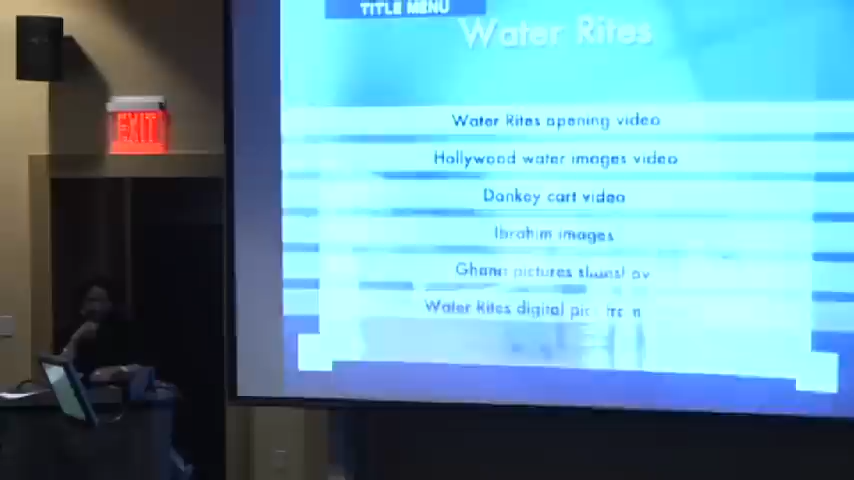 TITLE MENU
Water Rites
EXIT
Water Rites opening video
Hollywood water images video
Donkey cart video
Ibrahim images
Ghana pictures
Water Rites digital